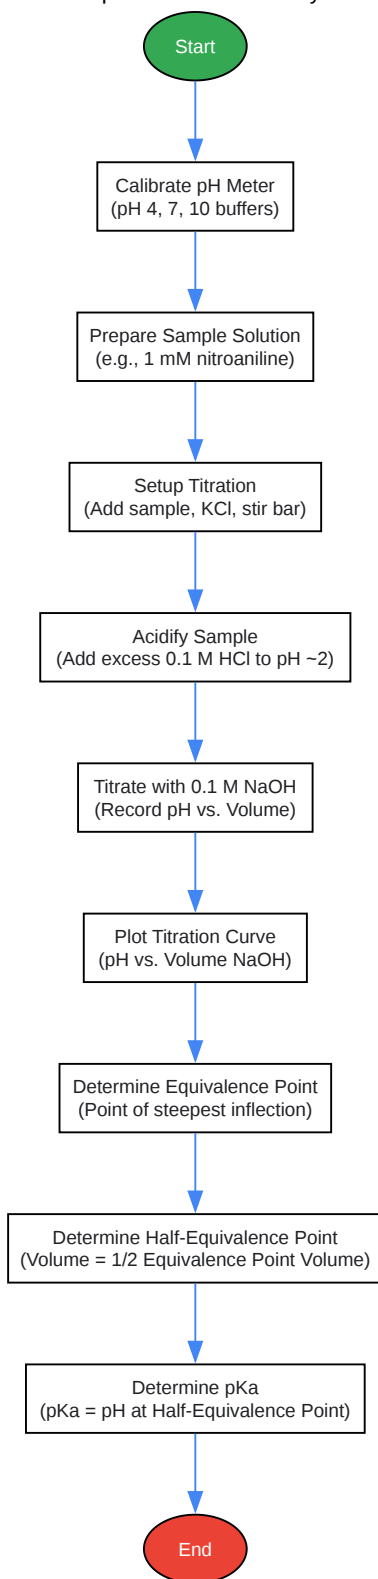 Start
Calibrate pH Meter
(pH 4, 7, 10 buffers)
Prepare Sample Solution
(e.g., 1 mM nitroaniline)
Setup Titration
(Add sample, KCl, stir bar)
Acidify Sample
(Add excess 0.1 M HCl to pH ~2)
Titrate with 0.1 M NaOH
(Record pH vs. Volume)
Plot Titration Curve
(pH vs. Volume NaOH)
Determine Equivalence Point
(Point of steepest inflection)
Determine Half-Equivalence Point
(Volume = 1/2 Equivalence Point Volume)
Determine pKa
(pKa = pH at Half-Equivalence Point)
End